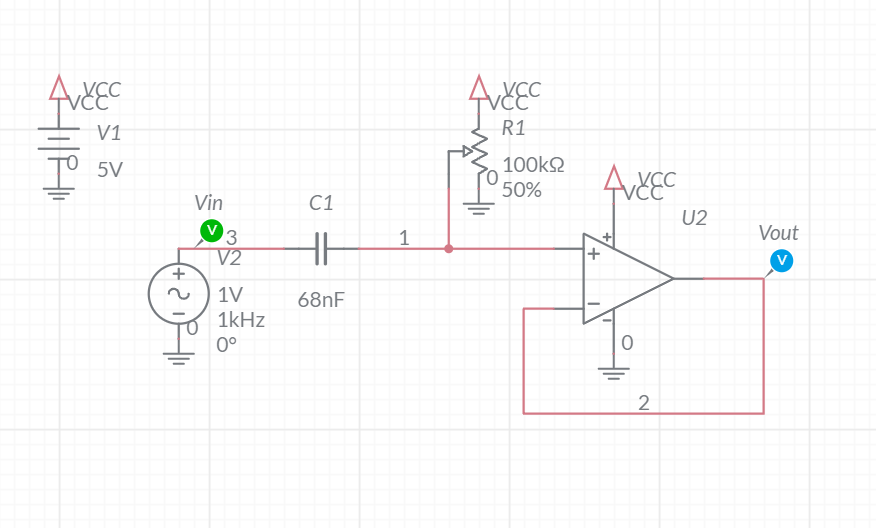 VCC
VCC
V1
0
5V
VCC
VCC
R1
100kΩ
0
50%
VCC
VCC
U2
Vin
V
3
C1
1
68nF
V2
+
1V
1kHz
0°
−
0
+
+
−
−
0
Vout
V
2